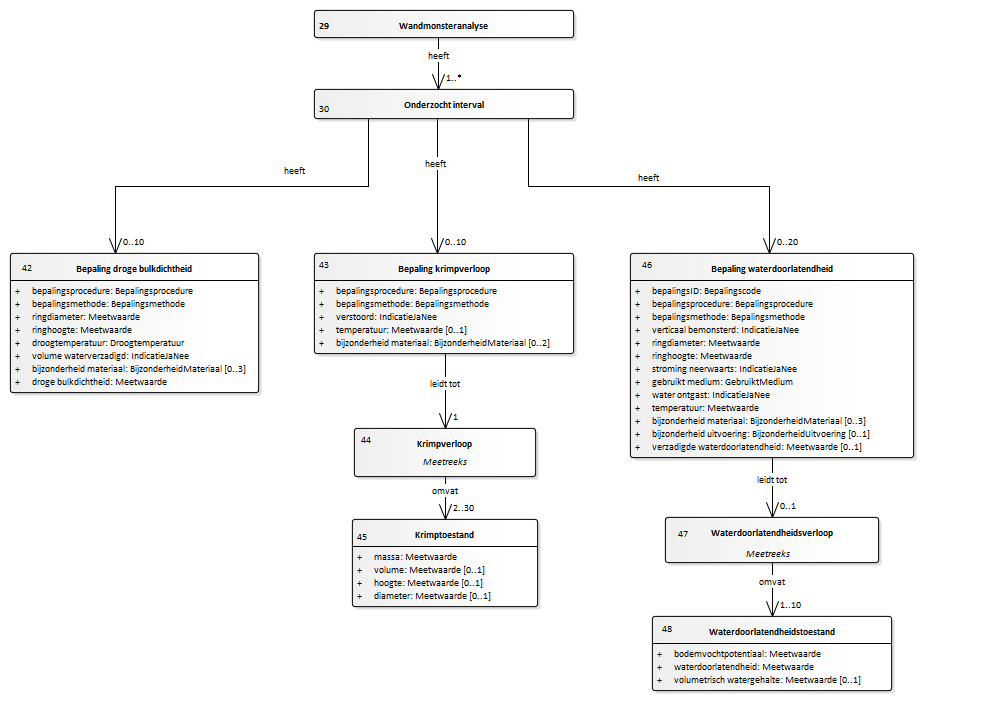 29 Wandmonsteranalyse
heeft
1..*
30 Onderzocht interval
heeft
heeft
heeft
0..10
0..10
0..20
42 Bepaling droge bulkdichtheid
+ bepalingsprocedure: Bepalingsprocedure
+ bepalingsmethode: Bepalingsmethode
+ ringdiameter: Meetwaarde
+ ringhoogte: Meetwaarde
+ droogtemperatuur: Droogtemperatuur
+ volume waterverzadigd: IndicatieJaNee
+ bijzonderheid materiaal: BijzonderheidMateriaal [0..3]
+ droge bulkdichtheid: Meetwaarde
43 Bepaling krimpverloop
+ bepalingsprocedure: Bepalingsprocedure
+ bepalingsmethode: Bepalingsmethode
+ verstoord: IndicatieJaNee
+ temperatuur: Meetwaarde [0..1]
+ bijzonderheid materiaal: BijzonderheidMateriaal [0..2]
leidt tot
1
44 Krimpverloop
Meetreeks
omvat
2..30
45 Krimptoestand
+ massa: Meetwaarde
+ volume: Meetwaarde [0..1]
+ hoogte: Meetwaarde [0..1]
+ diameter: Meetwaarde [0..1]
46 Bepaling waterdoorlatendheid
+ bepalingsID: Bepalingscode
+ bepalingsprocedure: Bepalingsprocedure
+ bepalingsmethode: Bepalingsmethode
+ verticaal bemonsterd: IndicatieJaNee
+ ringdiameter: Meetwaarde
+ ringhoogte: Meetwaarde
+ stroming neerwaarts: IndicatieJaNee
+ gebruikt medium: GebruiktMedium
+ water ontgast: IndicatieJaNee
+ temperatuur: Meetwaarde
+ bijzonderheid materiaal: BijzonderheidMateriaal [0..3]
+ bijzonderheid uitvoering: BijzonderheidUitvoering [0..1]
+ verzadigde waterdoorlatendheid: Meetwaarde [0..1]
leidt tot
0..1
47 Waterdoorlatendheidsverloop
Meetreeks
omvat
1..10
48 Waterdoorlatendheidstoestand
+ bodemvochtpotentiaal: Meetwaarde
+ waterdoorlatendheid: Meetwaarde
+ volumetrisch watergehalte: Meetwaarde [0..1]